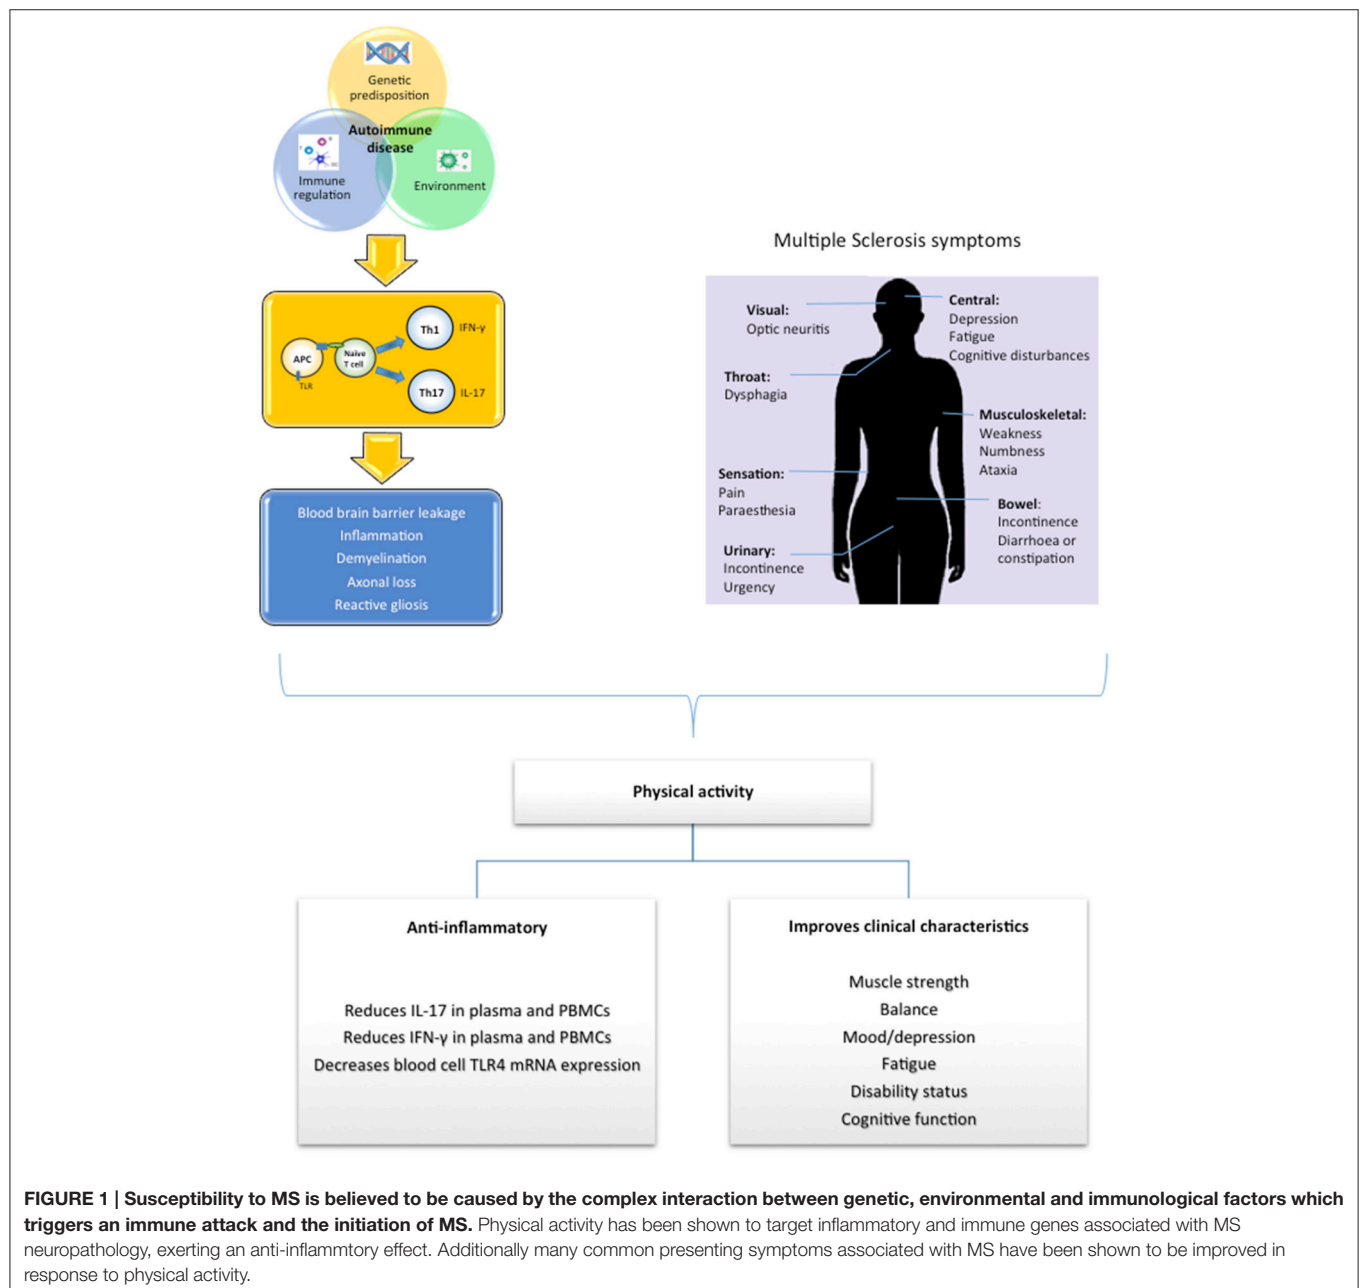 Genetic
predisposition
Autoimmune
disease
Immune
regulation
Environment
APC
TLR
Naïve
T cell
Th1
IFN-γ
Th17
IL-17
Blood brain barrier leakage
Inflammation
Demyelination
Axonal loss
Reactive gliosis
Multiple Sclerosis symptoms
Visual:
Optic neuritis
Throat:
Dysphagia
Sensation:
Pain
Paraesthesia
Urinary:
Incontinence
Urgency
Central:
Depression
Fatigue
Cognitive disturbances
Musculoskeletal:
Weakness
Numbness
Ataxia
Bowel:
Incontinence
Diarrhoea or
constipation
Physical activity
Anti-inflammatory
Reduces IL-17 in plasma and PBMCs
Reduces IFN-γ in plasma and PBMCs
Decreases blood cell TLR4 mRNA expression
Improves clinical characteristics
Muscle strength
Balance
Mood/depression
Fatigue
Disability status
Cognitive function
FIGURE 1 | Susceptibility to MS is believed to be caused by the complex interaction between genetic, environmental and immunological factors which
triggers an immune attack and the initiation of MS. Physical activity has been shown to target inflammatory and immune genes associated with MS
neuropathology, exerting an anti-inflammtory effect. Additionally many common presenting symptoms associated with MS have been shown to be improved in
response to physical activity.